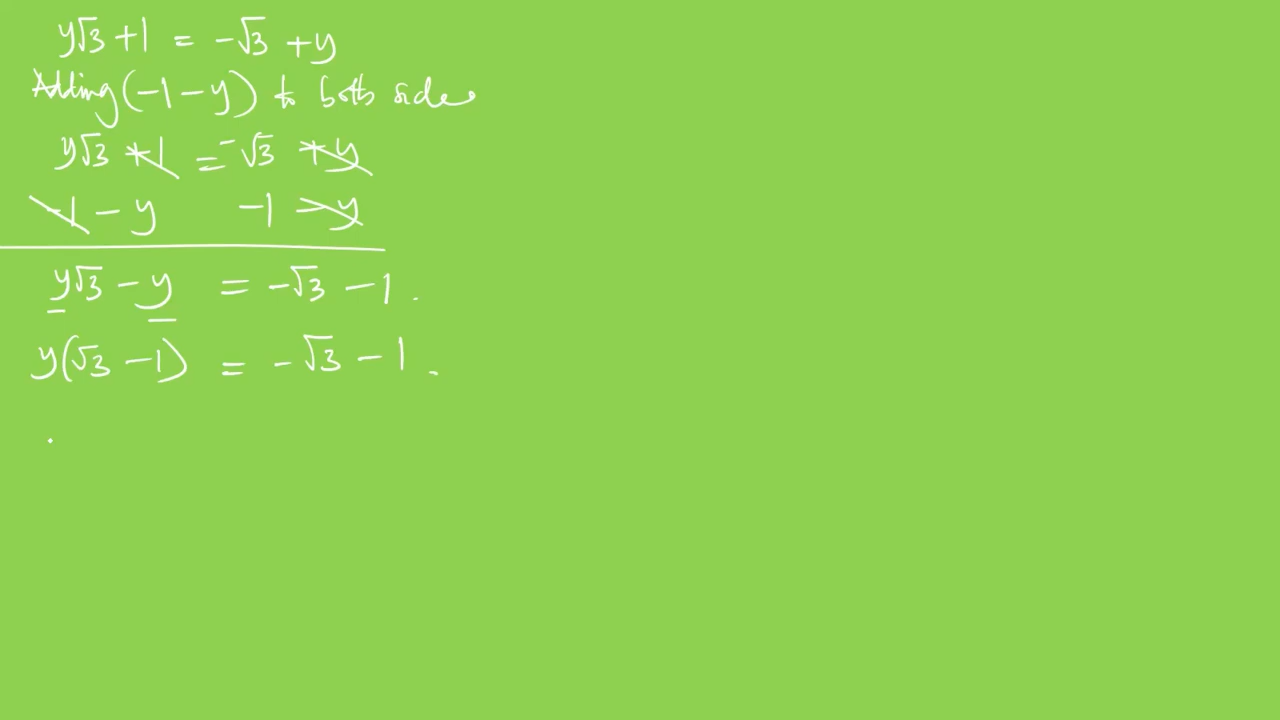 y√3 + 1 = -√3 + y
Adding (-1 - y) to both sides
y√3 + 1 = -√3 + y
-1 - y -1 - y
y√3 - y = -√3 - 1.
y(√3 - 1) = -√3 - 1.